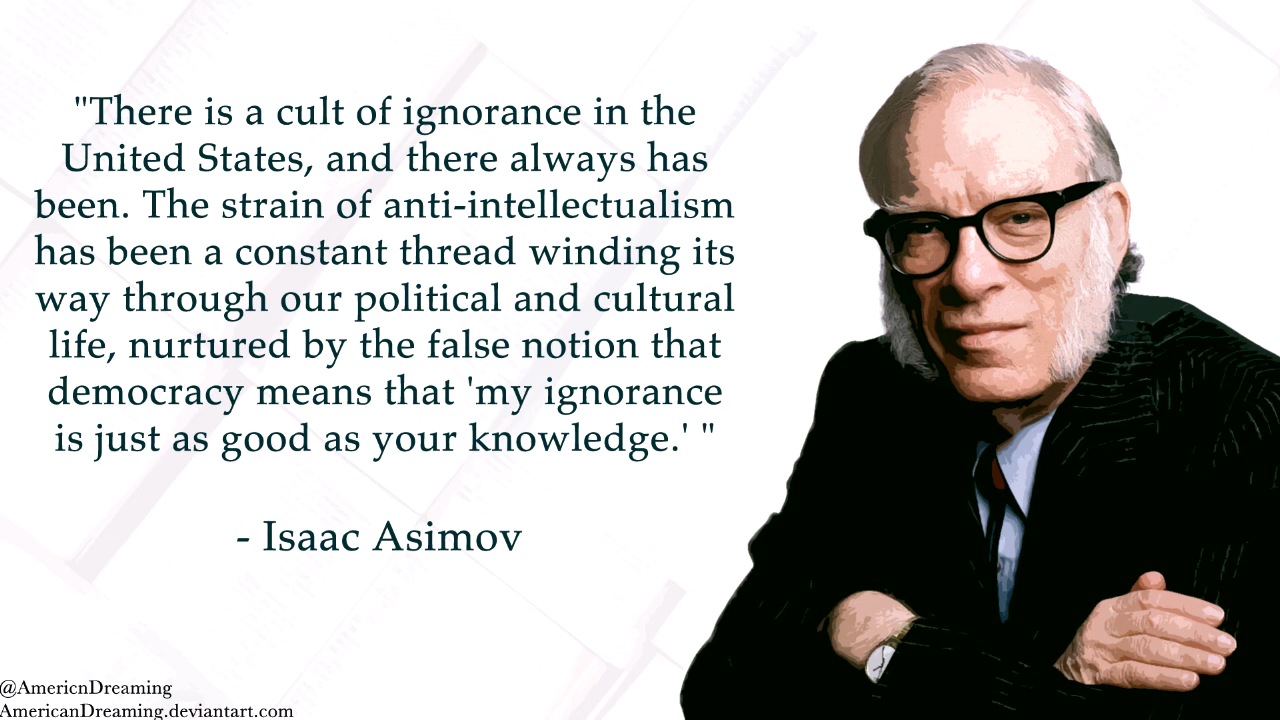 "There is a cult of ignorance in the
United States, and there always has
been. The strain of anti-intellectualism
has been a constant thread winding its
way through our political and cultural
life, nurtured by the false notion that
democracy means that 'my ignorance
is just as good as your knowledge.' "
- Isaac Asimov
@AmericnDreaming
AmericanDreaming.deviantart.com